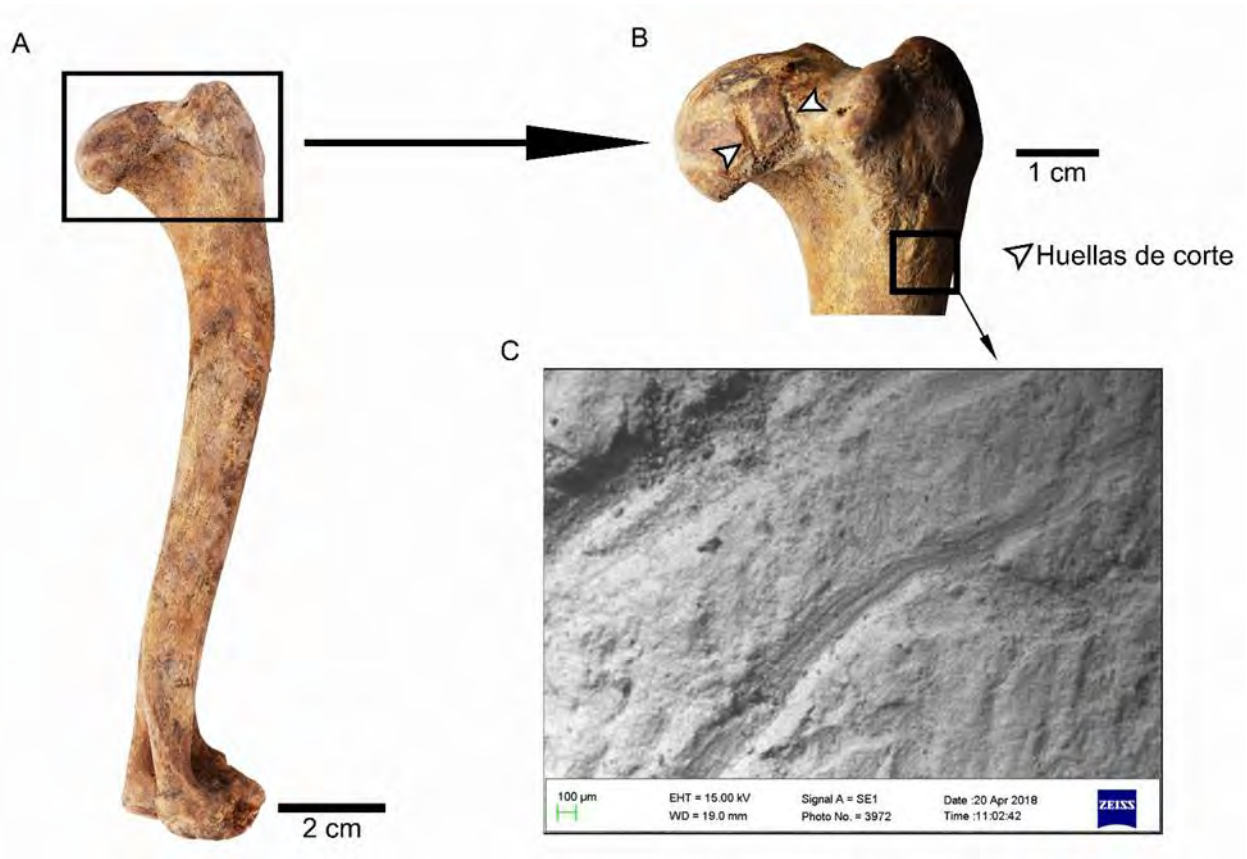 A
B
1 cm
Huellas de corte
C
2 cm
100 µm
EHT = 15.00 kV
Signal A = SE1
Date :20 Apr 2018
WD = 19.0 mm
Photo No. = 3972
Time :11:02:42
ZEISS